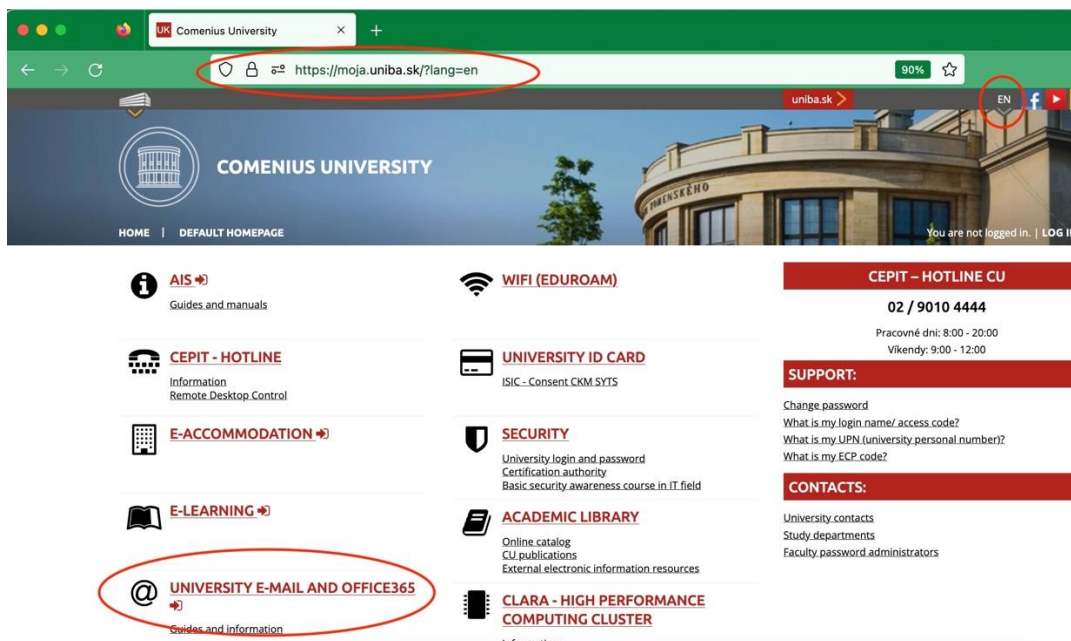 UK Comenius University
https://moja.uniba.sk/?lang=en
90%
uniba.sk
EN
COMENIUS UNIVERSITY
TOMENSKÉHO
HOME | DEFAULT HOMEPAGE
You are not logged in. | LOG I
AIS
Guides and manuals
CEPIT - HOTLINE
Information
Remote Desktop Control
E-ACCOMMODATION
E-LEARNING
UNIVERSITY E-MAIL AND OFFICE365
Guides and information
WIFI (EDUROAM)
UNIVERSITY ID CARD
ISIC - Consent CKM SYTS
SECURITY
University login and password
Certification authority
Basic security awareness course in IT field
ACADEMIC LIBRARY
Online catalog
CU publications
External electronic information resources
CLARA - HIGH PERFORMANCE
COMPUTING CLUSTER
CEPIT – HOTLINE CU
02 / 9010 4444
Pracovné dni: 8:00 - 20:00
Víkendy: 9:00 - 12:00
SUPPORT:
Change password
What is my login name/ access code?
What is my UPN (university personal number)?
What is my ECP code?
CONTACTS:
University contacts
Study departments
Faculty password administrators